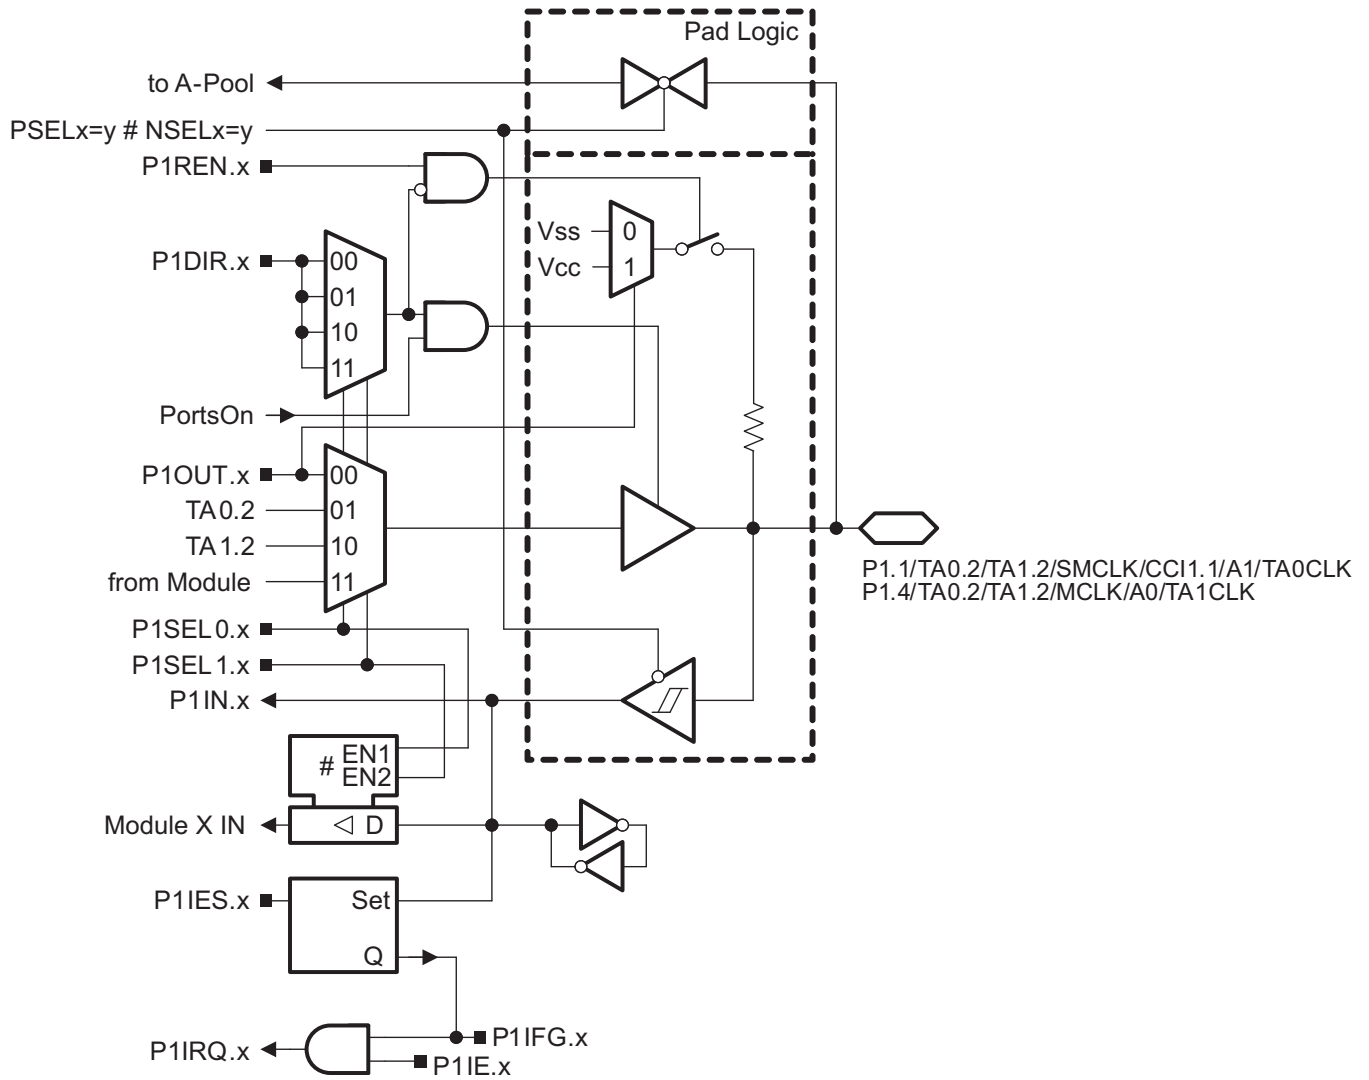 Pad Logic
to A-Pool
PSELx=y # NSELx=y
P1REN.x
Vss
0
Vcc
1
P1DIR.x
00
01
10
11
PortsOn
P1OUT.x
00
TA0.2
01
TA1.2
10
from Module
11
P1.1/TA0.2/TA1.2/SMCLK/CCI1.1/A1/TA0CLK
P1.4/TA0.2/TA1.2/MCLK/A0/TA1CLK
P1SEL0.x
P1SEL1.x
P1IN.x
# EN1
EN2
Module X IN
D
P1IES.x
Set
Q
P1IFG.x
P1IRQ.x
P1IE.x